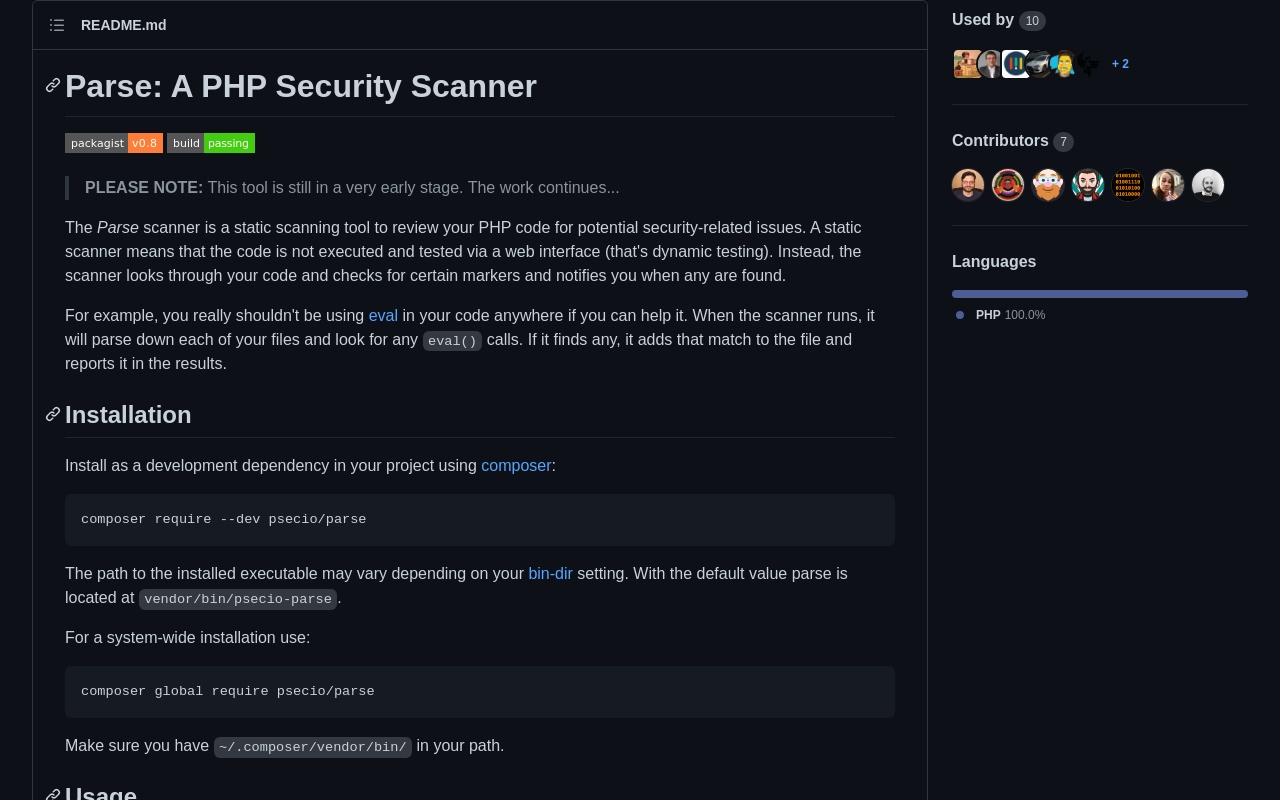 README.md
Parse: A PHP Security Scanner
packagist v0.8 build passing
PLEASE NOTE: This tool is still in a very early stage. The work continues...
The Parse scanner is a static scanning tool to review your PHP code for potential security-related issues. A static
scanner means that the code is not executed and tested via a web interface (that's dynamic testing). Instead, the
scanner looks through your code and checks for certain markers and notifies you when any are found.
For example, you really shouldn't be using eval in your code anywhere if you can help it. When the scanner runs, it
will parse down each of your files and look for any eval() calls. If it finds any, it adds that match to the file and
reports it in the results.
Installation
Install as a development dependency in your project using composer:
composer require --dev psecio/parse
The path to the installed executable may vary depending on your bin-dir setting. With the default value parse is
located at vendor/bin/psecio-parse.
For a system-wide installation use:
composer global require psecio/parse
Make sure you have ~/.composer/vendor/bin/ in your path.
Usage
Used by 10
+ 2
Contributors 7
01001001
01001110
01010100
01010000
Languages
PHP 100.0%